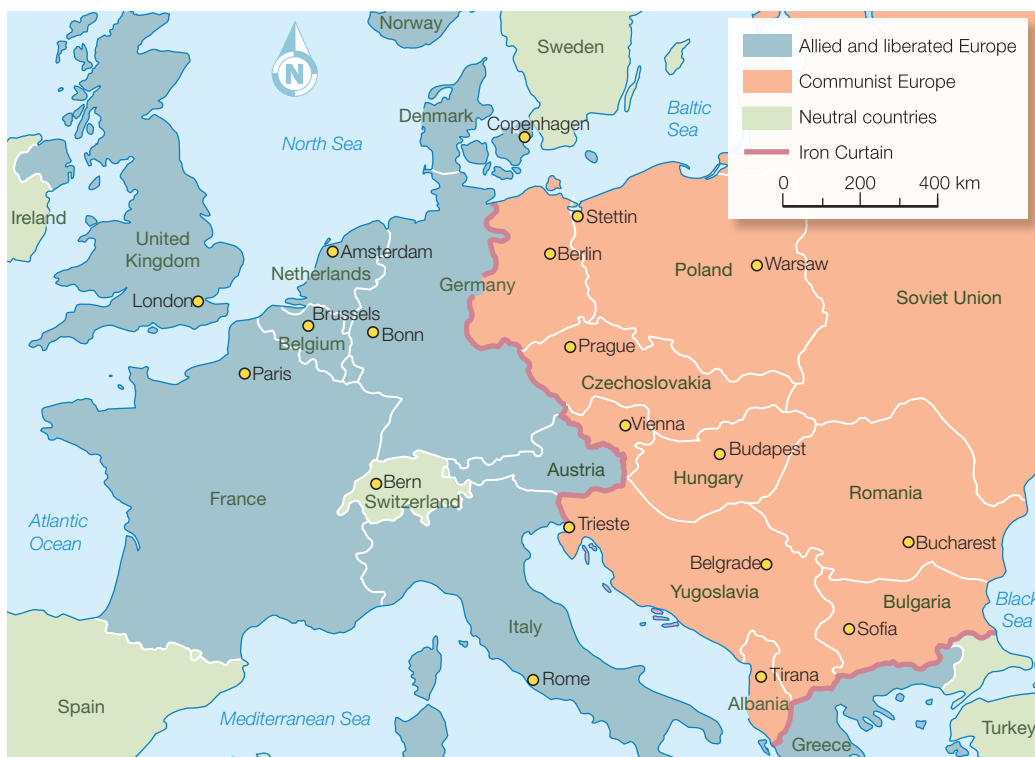 Norway
Sweden
Allied and liberated Europe
Communist Europe
Neutral countries
Iron Curtain
0 200 400 km
N
Baltic
Sea
North Sea
Denmark
Copenhagen
Ireland
United
Kingdom
London
Amsterdam
Netherlands
Germany
Stettin
Berlin
Poland
Warsaw
Soviet Union
Brussels
Belgium
Bonn
Paris
Prague
Czechoslovakia
Vienna
Budapest
Hungary
Austria
Bern
Switzerland
France
Romania
Atlantic
Ocean
Trieste
Bucharest
Belgrade
Yugoslavia
Bulgaria
Black
Sea
Sofia
Italy
Rome
Tirana
Albania
Spain
Mediterranean Sea
Greece
Turkey